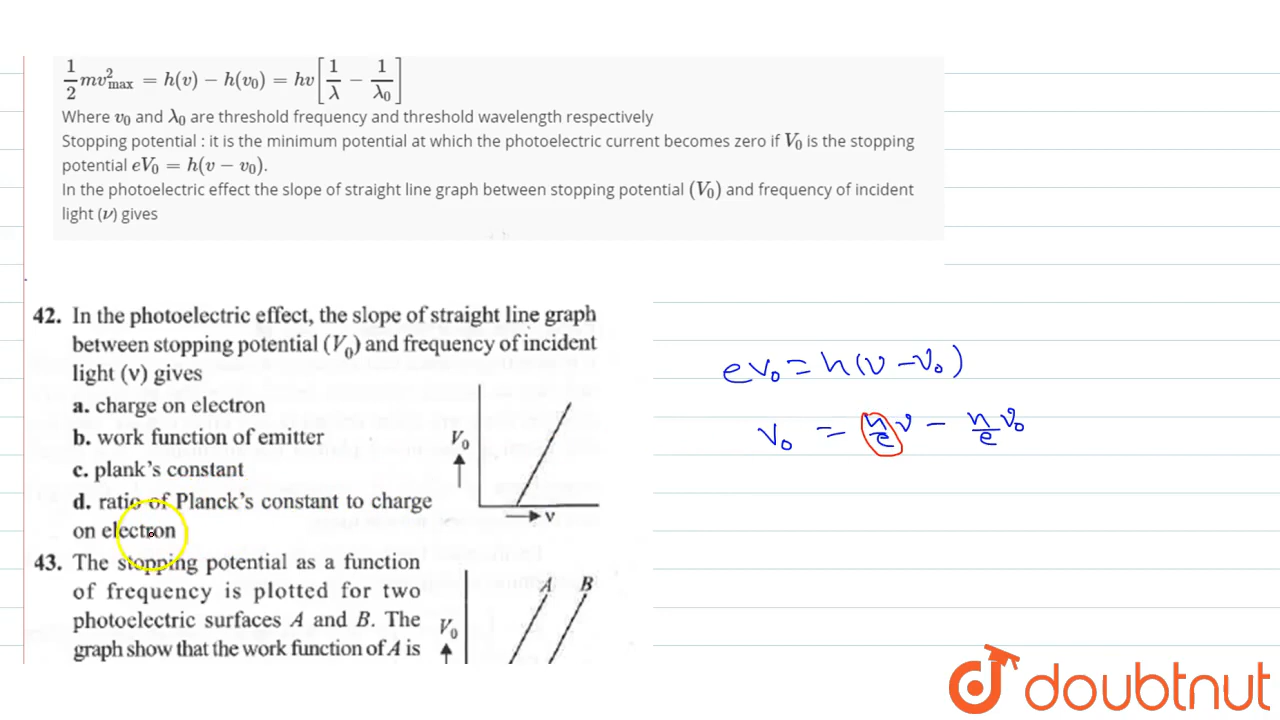 1/2 mv²max = h(v) − h(v₀) = hv[1/λ − 1/λ₀]
Where v₀ and λ₀ are threshold frequency and threshold wavelength respectively
Stopping potential : it is the minimum potential at which the photoelectric current becomes zero if V₀ is the stopping
potential eV₀ = h(v − v₀).
In the photoelectric effect the slope of straight line graph between stopping potential (V₀) and frequency of incident
light (ν) gives
42. In the photoelectric effect, the slope of straight line graph
between stopping potential (V₀) and frequency of incident
light (ν) gives
a. charge on electron
b. work function of emitter
c. plank's constant
d. ratio of Planck's constant to charge
on electron
V₀
ν
43. The stopping potential as a function
of frequency is plotted for two
photoelectric surfaces A and B. The
graph show that the work function of A is
A B
V₀
eV₀ = h(ν − ν₀)
V₀ = h/e ν − h/e ν₀
doubtnut